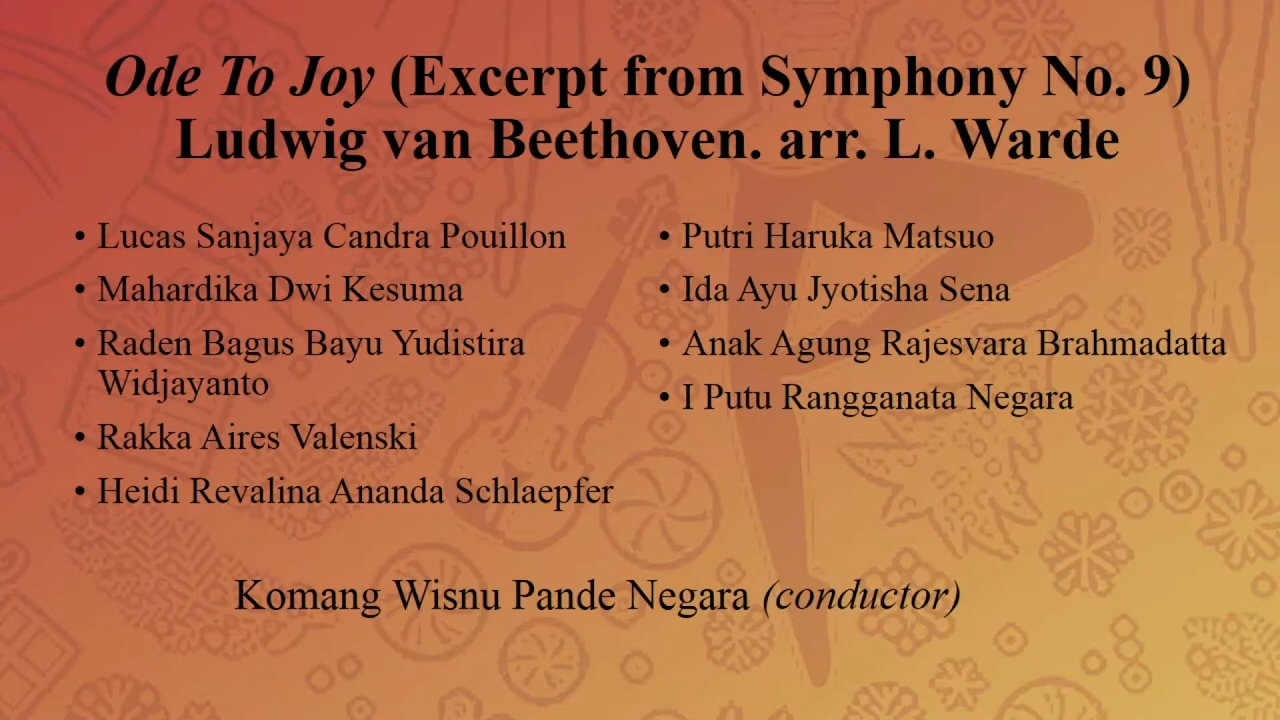 Ode To Joy (Excerpt from Symphony No. 9)
Ludwig van Beethoven. arr. L. Warde
• Lucas Sanjaya Candra Pouillon
• Mahardika Dwi Kesuma
• Raden Bagus Bayu Yudistira
Widjayanto
• Rakka Aires Valenski
• Heidi Revalina Ananda Schlaepfer
• Putri Haruka Matsuo
• Ida Ayu Jyotisha Sena
• Anak Agung Rajesvara Brahmadatta
• I Putu Rangganata Negara
Komang Wisnu Pande Negara (conductor)